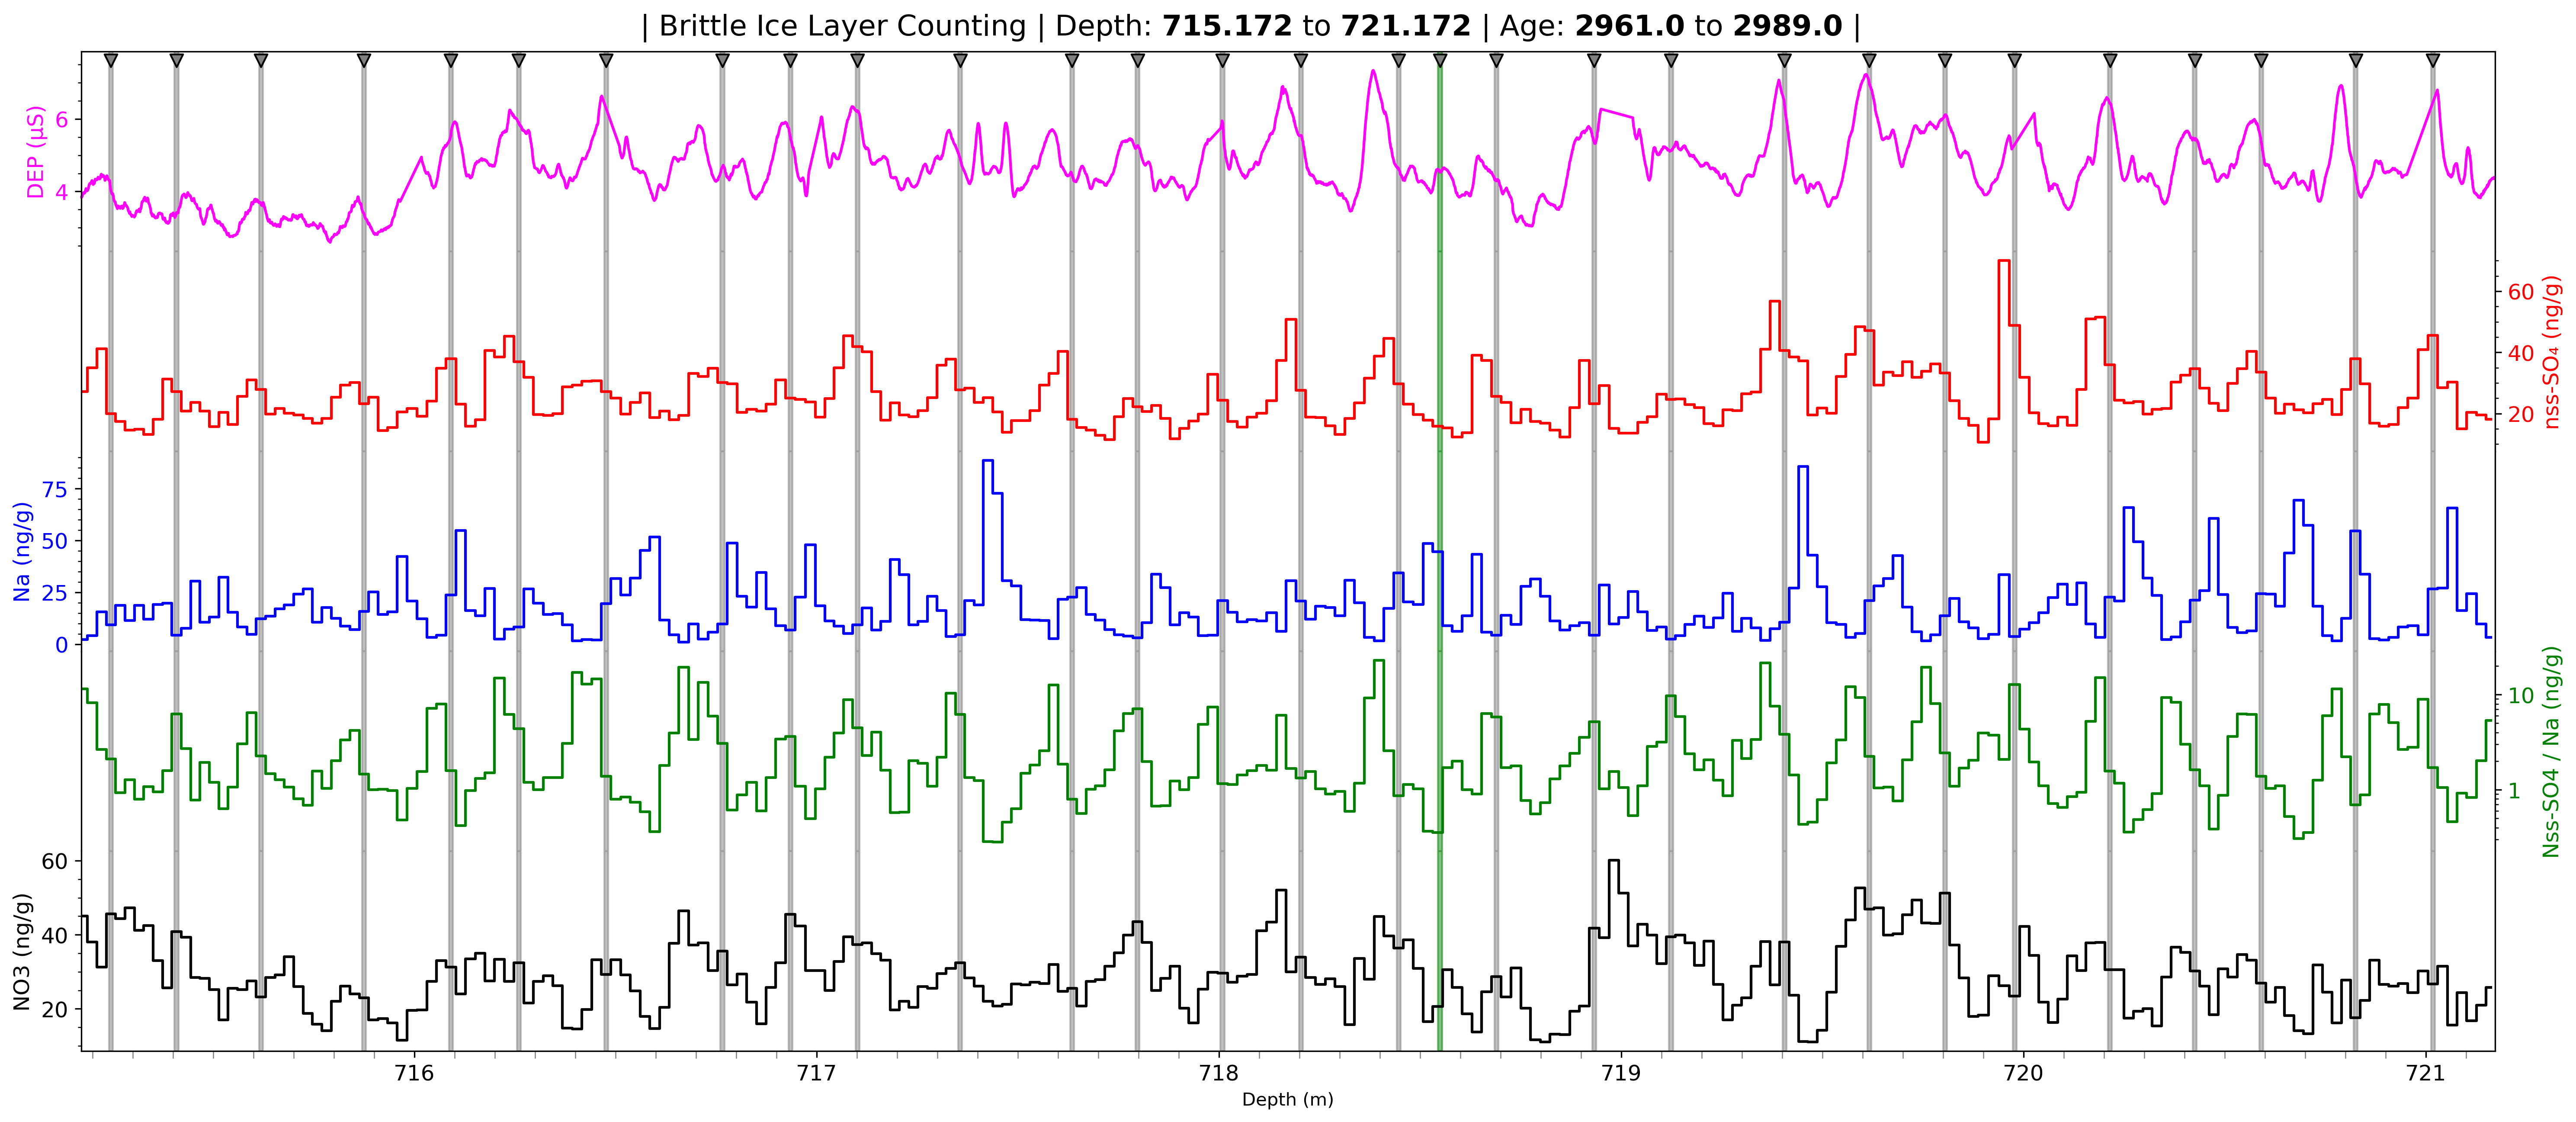 | Brittle Ice Layer Counting | Depth: 715.172 to 721.172 | Age: 2961.0 to 2989.0 |
DEP (µS)
6
4
nss-SO₄ (ng/g)
60
40
20
Na (ng/g)
75
50
25
0
Nss-SO4 / Na (ng/g)
10
1
NO3 (ng/g)
60
40
20
716 717 718 719 720 721
Depth (m)